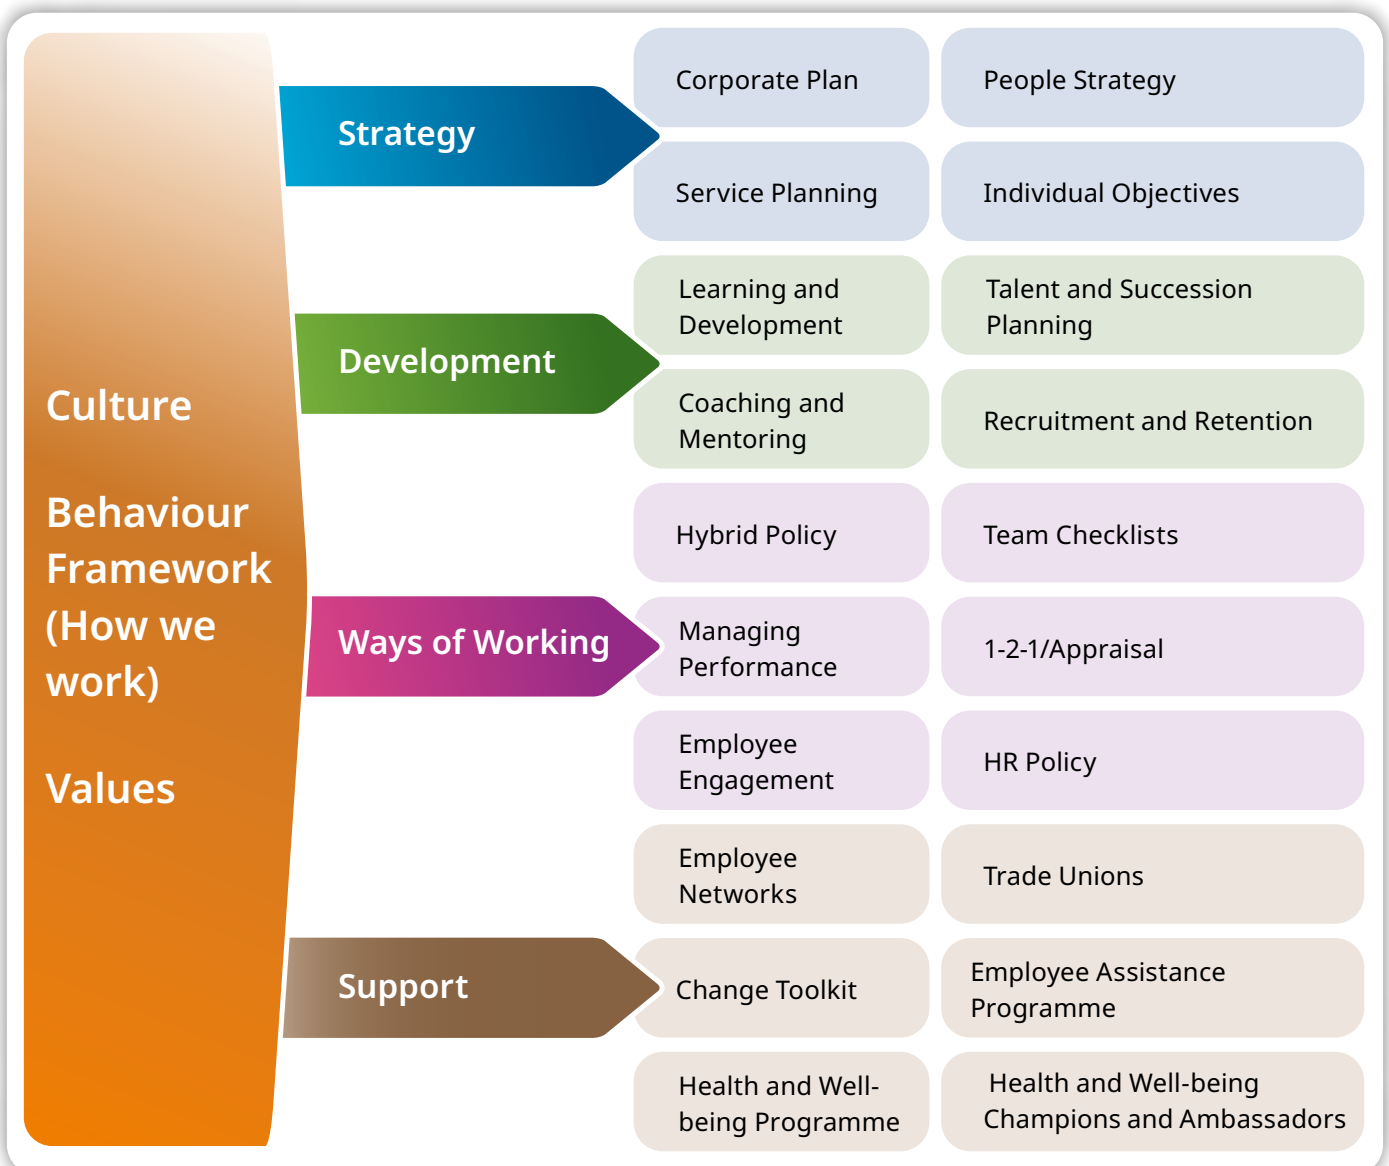 Culture
Behaviour
Framework
(How we
work)
Values
Strategy
Corporate Plan
People Strategy
Service Planning
Individual Objectives
Development
Learning and
Development
Talent and Succession
Planning
Coaching and
Mentoring
Recruitment and Retention
Ways of Working
Hybrid Policy
Team Checklists
Managing
Performance
1-2-1/Appraisal
Employee
Engagement
HR Policy
Support
Employee
Networks
Trade Unions
Change Toolkit
Employee Assistance
Programme
Health and Well-
being Programme
Health and Well-being
Champions and Ambassadors